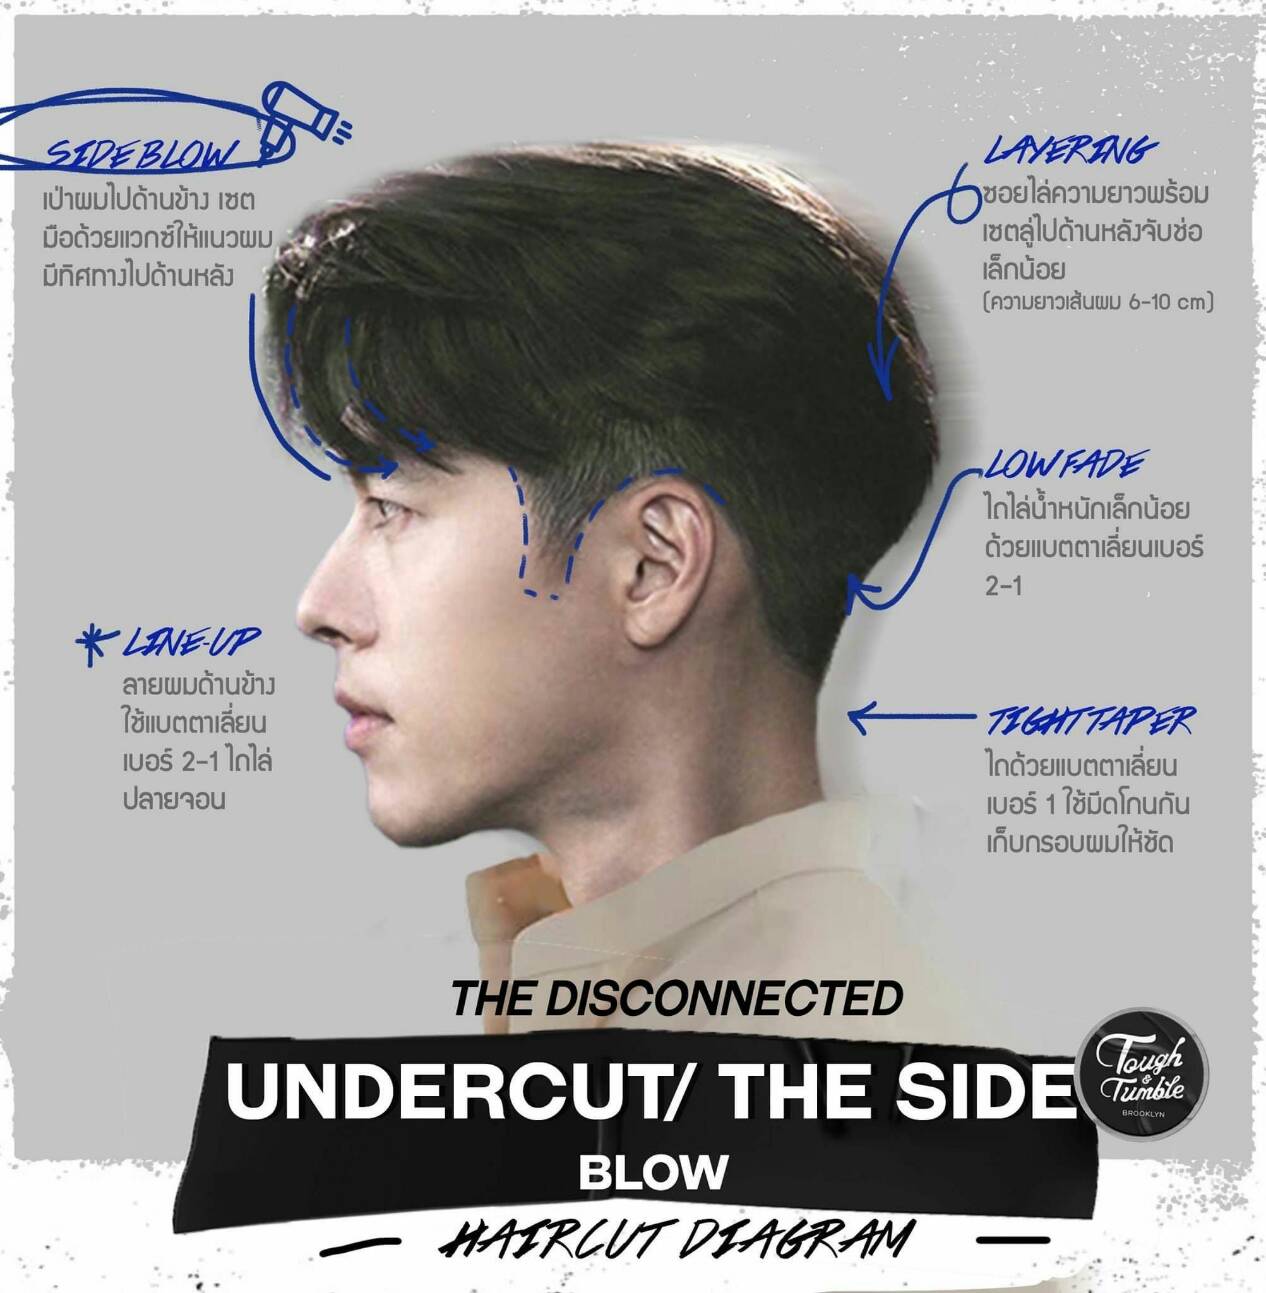 SIDE BLOW
เป่าผมไปด้านข้าง เซต
มือด้วยแวกซ์ให้แนวผม
มีทิศทางไปด้านหลัง
LAYERING
ซอยไล่ความยาวพร้อม
เซตลู่ไปด้านหลังจับช่อ
เล็กน้อย
(ความยาวเส้นผม 6-10 cm)
LOW FADE
ไถไล่น้ำหนักเล็กน้อย
ด้วยแบตตาเลี่ยนเบอร์
2-1
LINE-UP
ลายผมด้านข้าง
ใช้แบตตาเลี่ยน
เบอร์ 2-1 ไถไล่
ปลายจอน
TIGHT TAPER
ไถด้วยแบตตาเลี่ยน
เบอร์ 1 ใช้มีดโกนกัน
เก็บกรอบผมให้ชัด
THE DISCONNECTED
UNDERCUT/ THE SIDE
BLOW
HAIRCUT DIAGRAM
Tough
&
Tumble
BROOKLYN